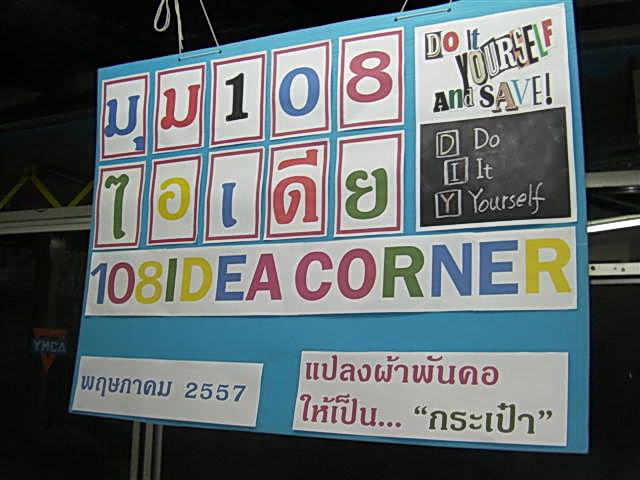 มุม108
ไอเดีย
Do It
YOURSELF
And SAVE!
D Do
I It
Y Yourself
108IDEA CORNER
YMCA
พฤษภาคม 2557
แปลงผ้าพันคอ
ให้เป็น... “กระเป๋า”